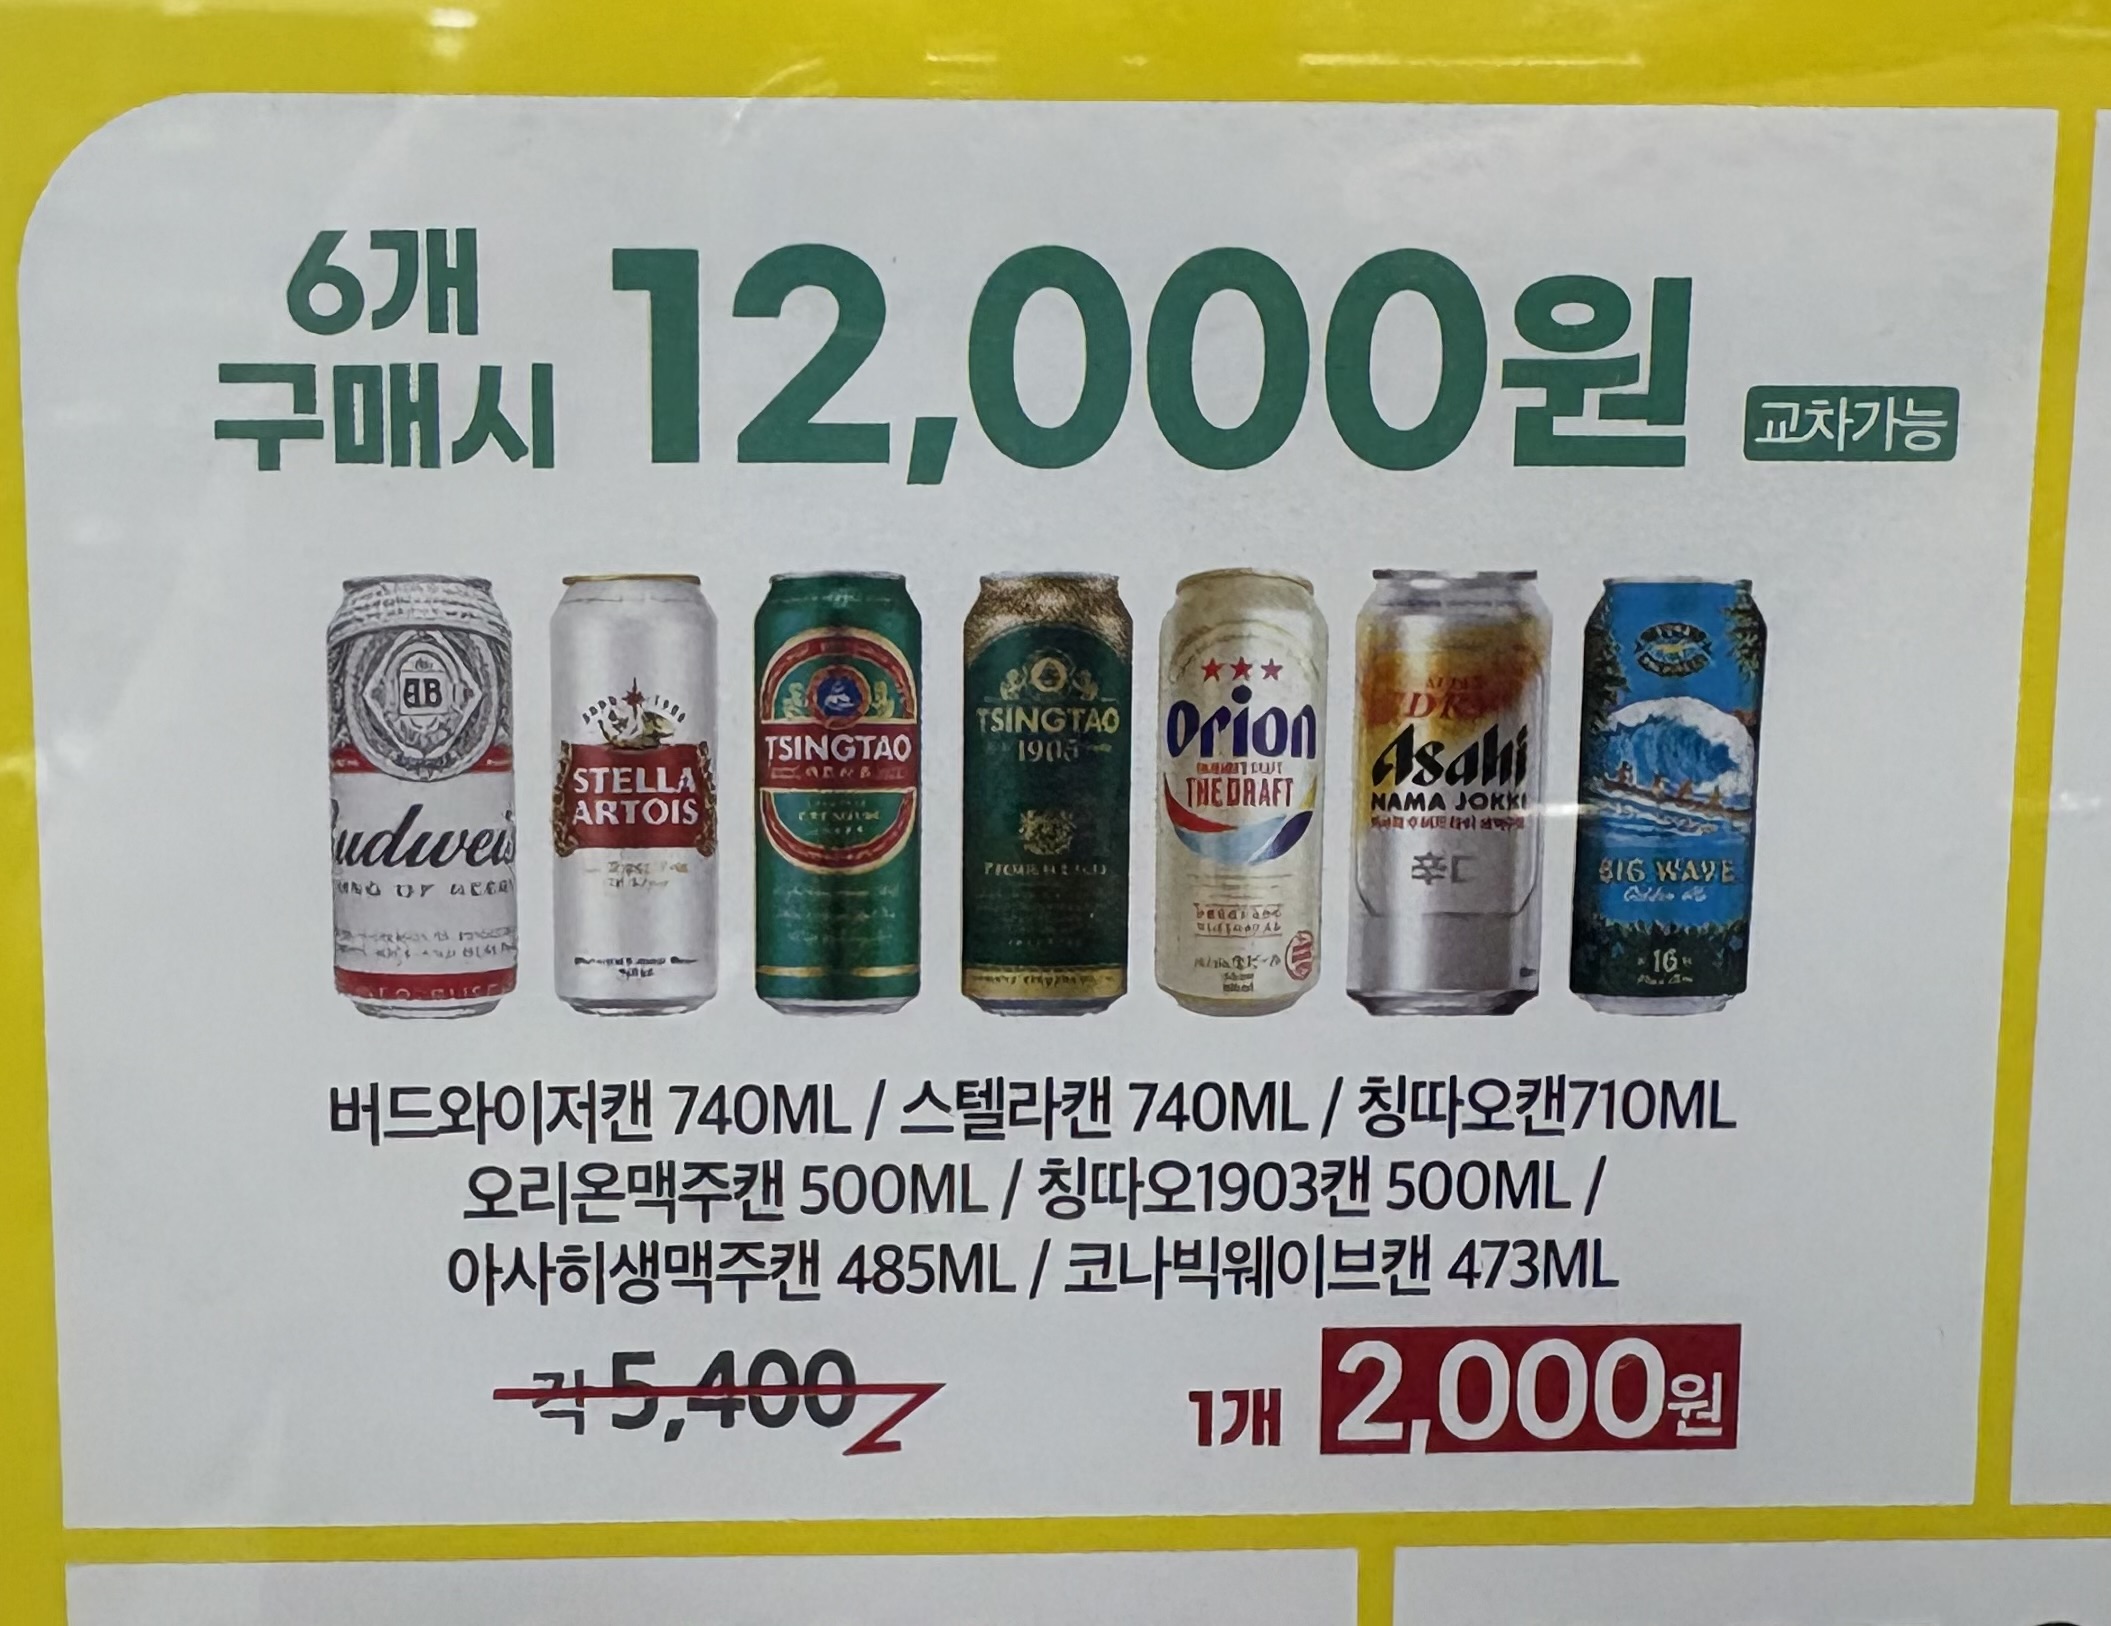 6개
구매시
12,000원
교차가능
STELLA
ARTOIS
TSINGTAO
TSINGTAO
Orion
THE DRAFT
Asahi
NAMA JOKKI
BIG WAVE
16
버드와이저캔 740ML / 스텔라캔 740ML / 칭따오캔710ML
오리온맥주캔 500ML / 칭따오1903캔 500ML /
아사히생맥주캔 485ML / 코나빅웨이브캔 473ML
각 5,400
1개 2,000원